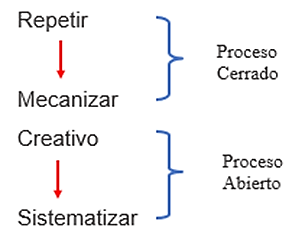 Repetir
Proceso
Cerrado
Mecanizar
Creativo
Proceso
Abierto
Sistematizar